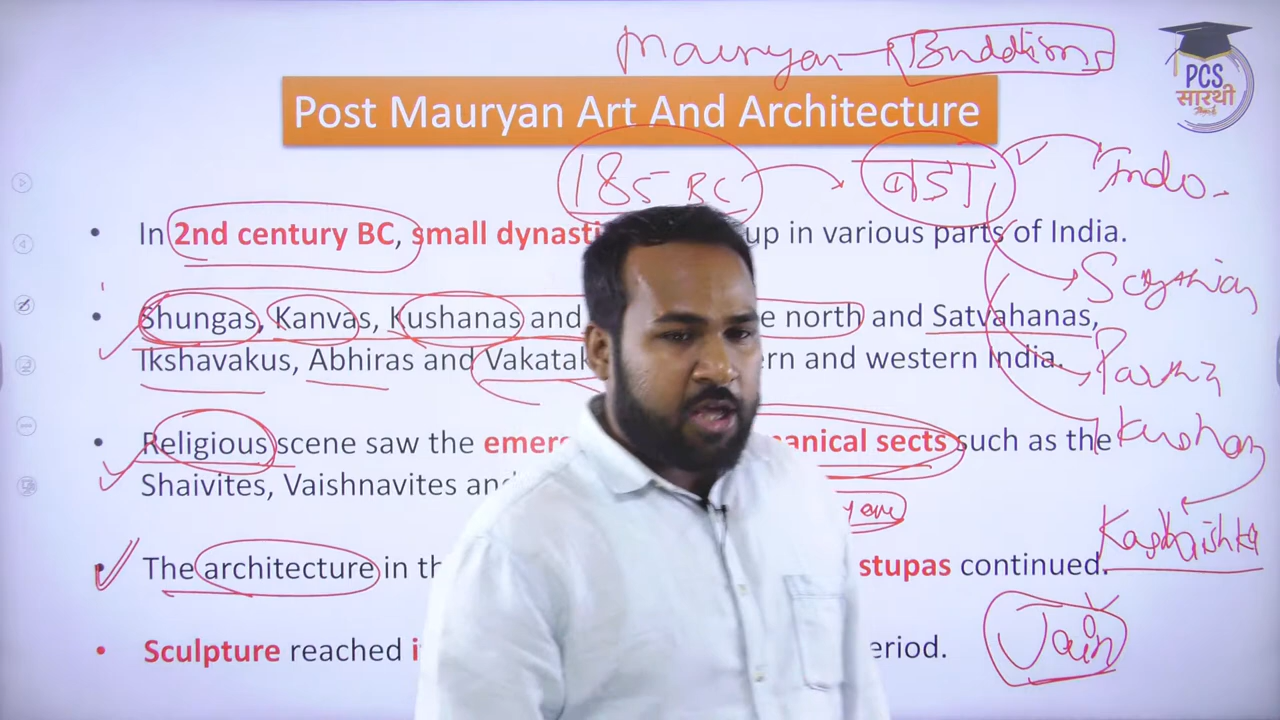 Mauryan → Buddhism
PCS
सारथी
Post Mauryan Art And Architecture
185 BC → Indo-
In 2nd century BC, small dynasti up in various parts of India.
Scythian
Shungas, Kanvas, Kushanas and e north and Satvahanas,
Ikshavakus, Abhiras and Vakatak rn and western India.
Parthi
Religious scene saw the emer anical sects such as the
Kushan
Shaivites, Vaishnavites and
Kashishka
The architecture in th stupas continued.
Sculpture reached i eriod.
Jain